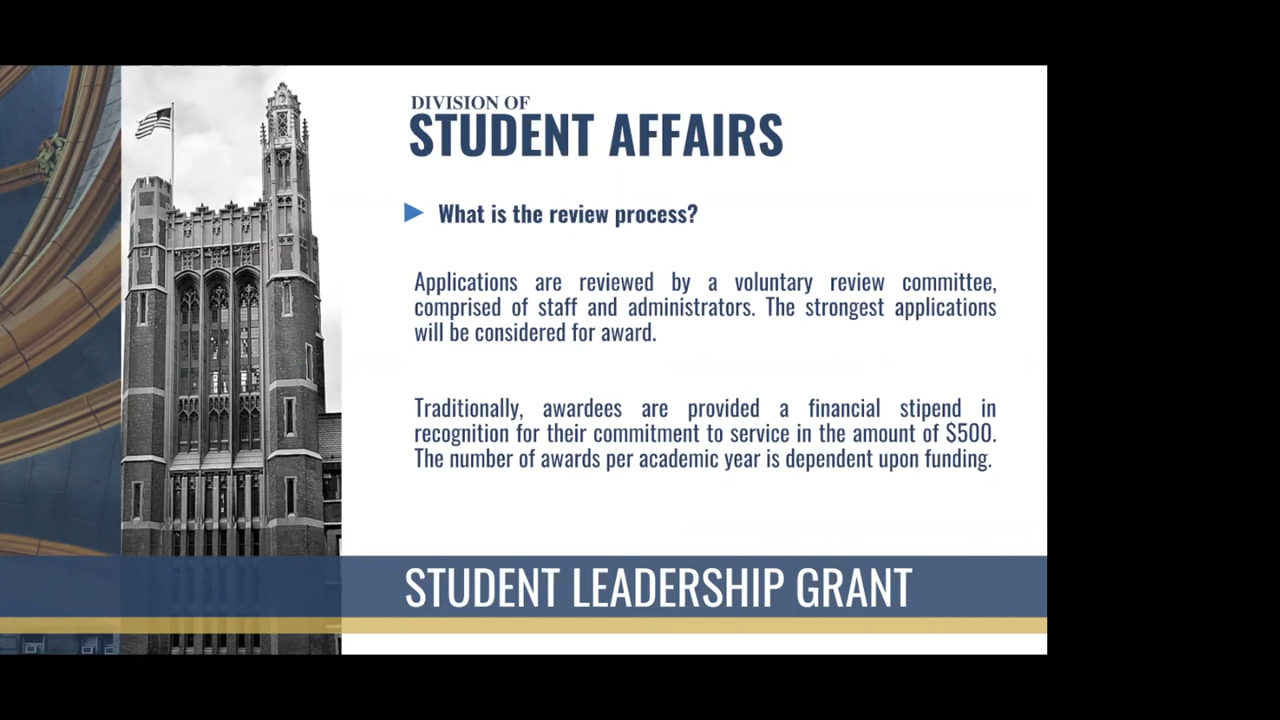 DIVISION OF
STUDENT AFFAIRS
What is the review process?
Applications are reviewed by a voluntary review committee,
comprised of staff and administrators. The strongest applications
will be considered for award.
Traditionally, awardees are provided a financial stipend in
recognition for their commitment to service in the amount of $500.
The number of awards per academic year is dependent upon funding.
STUDENT LEADERSHIP GRANT